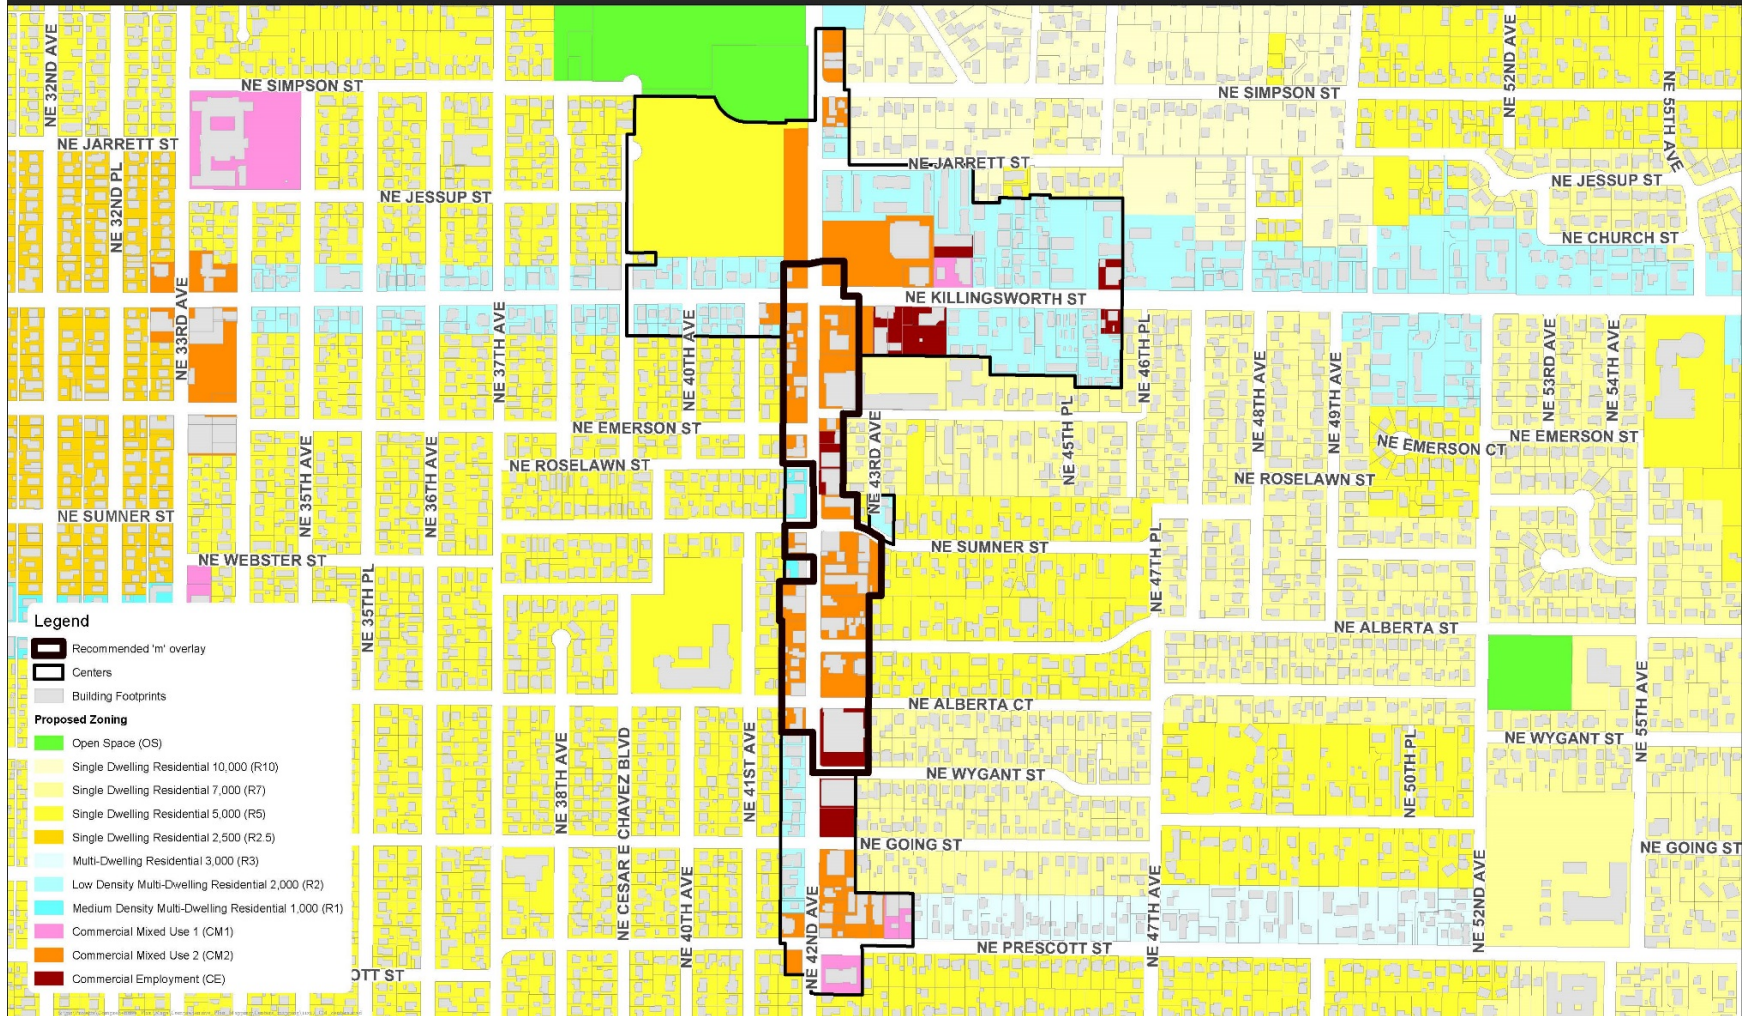 NE 32ND AVE
NE SIMPSON ST
NE SIMPSON ST
NE 52ND AVE
NE 55TH AVE
NE JARRETT ST
NE JARRETT ST
NE 32ND PL
NE JESSUP ST
NE JESSUP ST
NE CHURCH ST
NE 33RD AVE
NE KILLINGSWORTH ST
NE 37TH AVE
NE 40TH AVE
NE 46TH PL
NE 48TH AVE
NE 49TH AVE
NE 53RD AVE
NE 54TH AVE
NE EMERSON ST
NE 43RD AVE
NE 45TH PL
NE EMERSON CT
NE EMERSON ST
NE 35TH AVE
NE 36TH AVE
NE ROSELAWN ST
NE ROSELAWN ST
NE SUMNER ST
NE SUMNER ST
NE WEBSTER ST
NE 35TH PL
NE 47TH PL
NE ALBERTA ST
NE ALBERTA CT
NE 38TH AVE
NE CESAR E CHAVEZ BLVD
NE 41ST AVE
NE WYGANT ST
NE WYGANT ST
NE 50TH PL
NE 55TH AVE
NE GOING ST
NE GOING ST
NE 40TH AVE
NE 42ND AVE
NE 47TH AVE
NE 52ND AVE
NE PRESCOTT ST
OTT ST
Legend
Recommended 'm' overlay
Centers
Building Footprints
Proposed Zoning
Open Space (OS)
Single Dwelling Residential 10,000 (R10)
Single Dwelling Residential 7,000 (R7)
Single Dwelling Residential 5,000 (R5)
Single Dwelling Residential 2,500 (R2.5)
Multi-Dwelling Residential 3,000 (R3)
Low Density Multi-Dwelling Residential 2,000 (R2)
Medium Density Multi-Dwelling Residential 1,000 (R1)
Commercial Mixed Use 1 (CM1)
Commercial Mixed Use 2 (CM2)
Commercial Employment (CE)